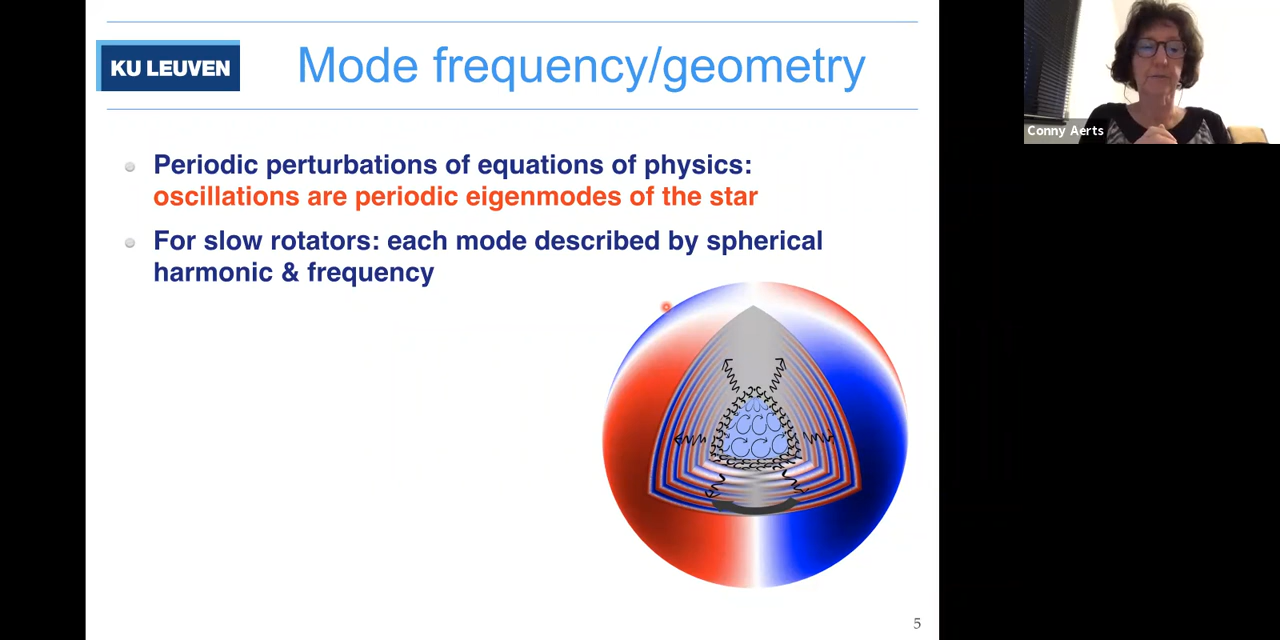 KU LEUVEN
Mode frequency/geometry
Periodic perturbations of equations of physics:
oscillations are periodic eigenmodes of the star
For slow rotators: each mode described by spherical
harmonic & frequency
5
Conny Aerts